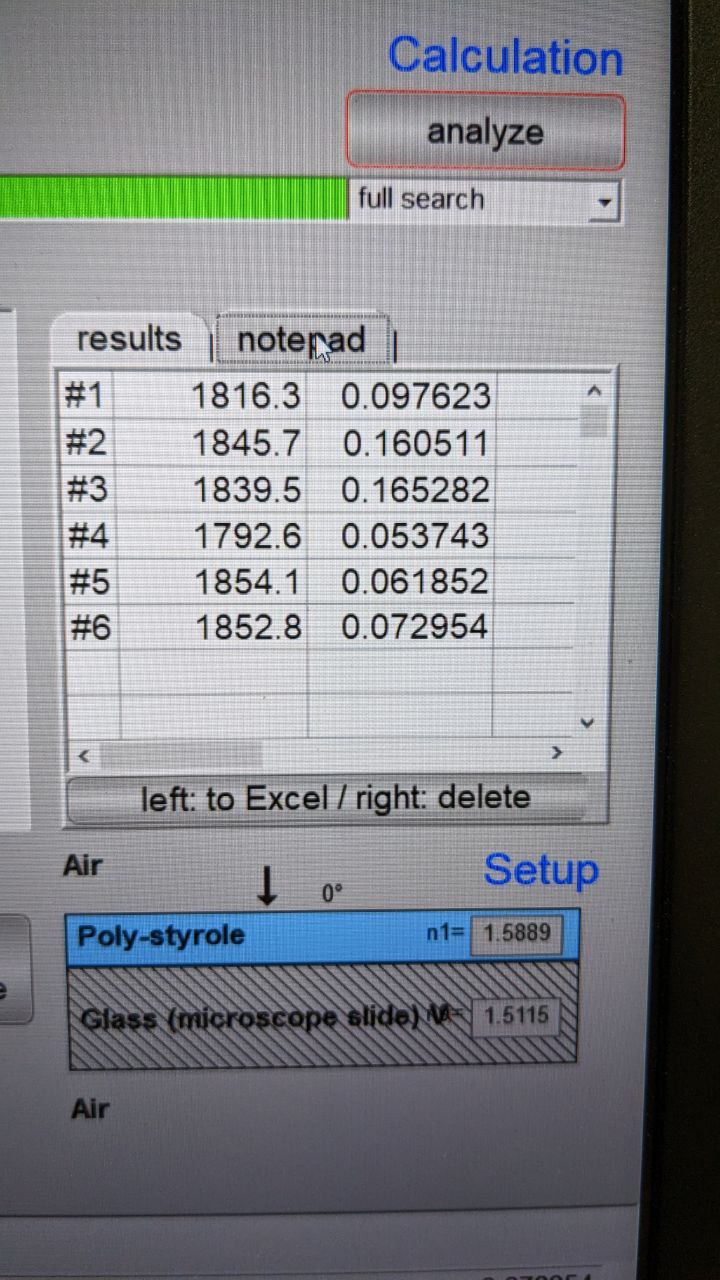 Calculation
analyze
full search
results notepad
#1 1816.3 0.097623
#2 1845.7 0.160511
#3 1839.5 0.165282
#4 1792.6 0.053743
#5 1854.1 0.061852
#6 1852.8 0.072954
left: to Excel / right: delete
Air
Setup
0°
Poly-styrole n1= 1.5889
Glass (microscope slide) 1.5115
Air